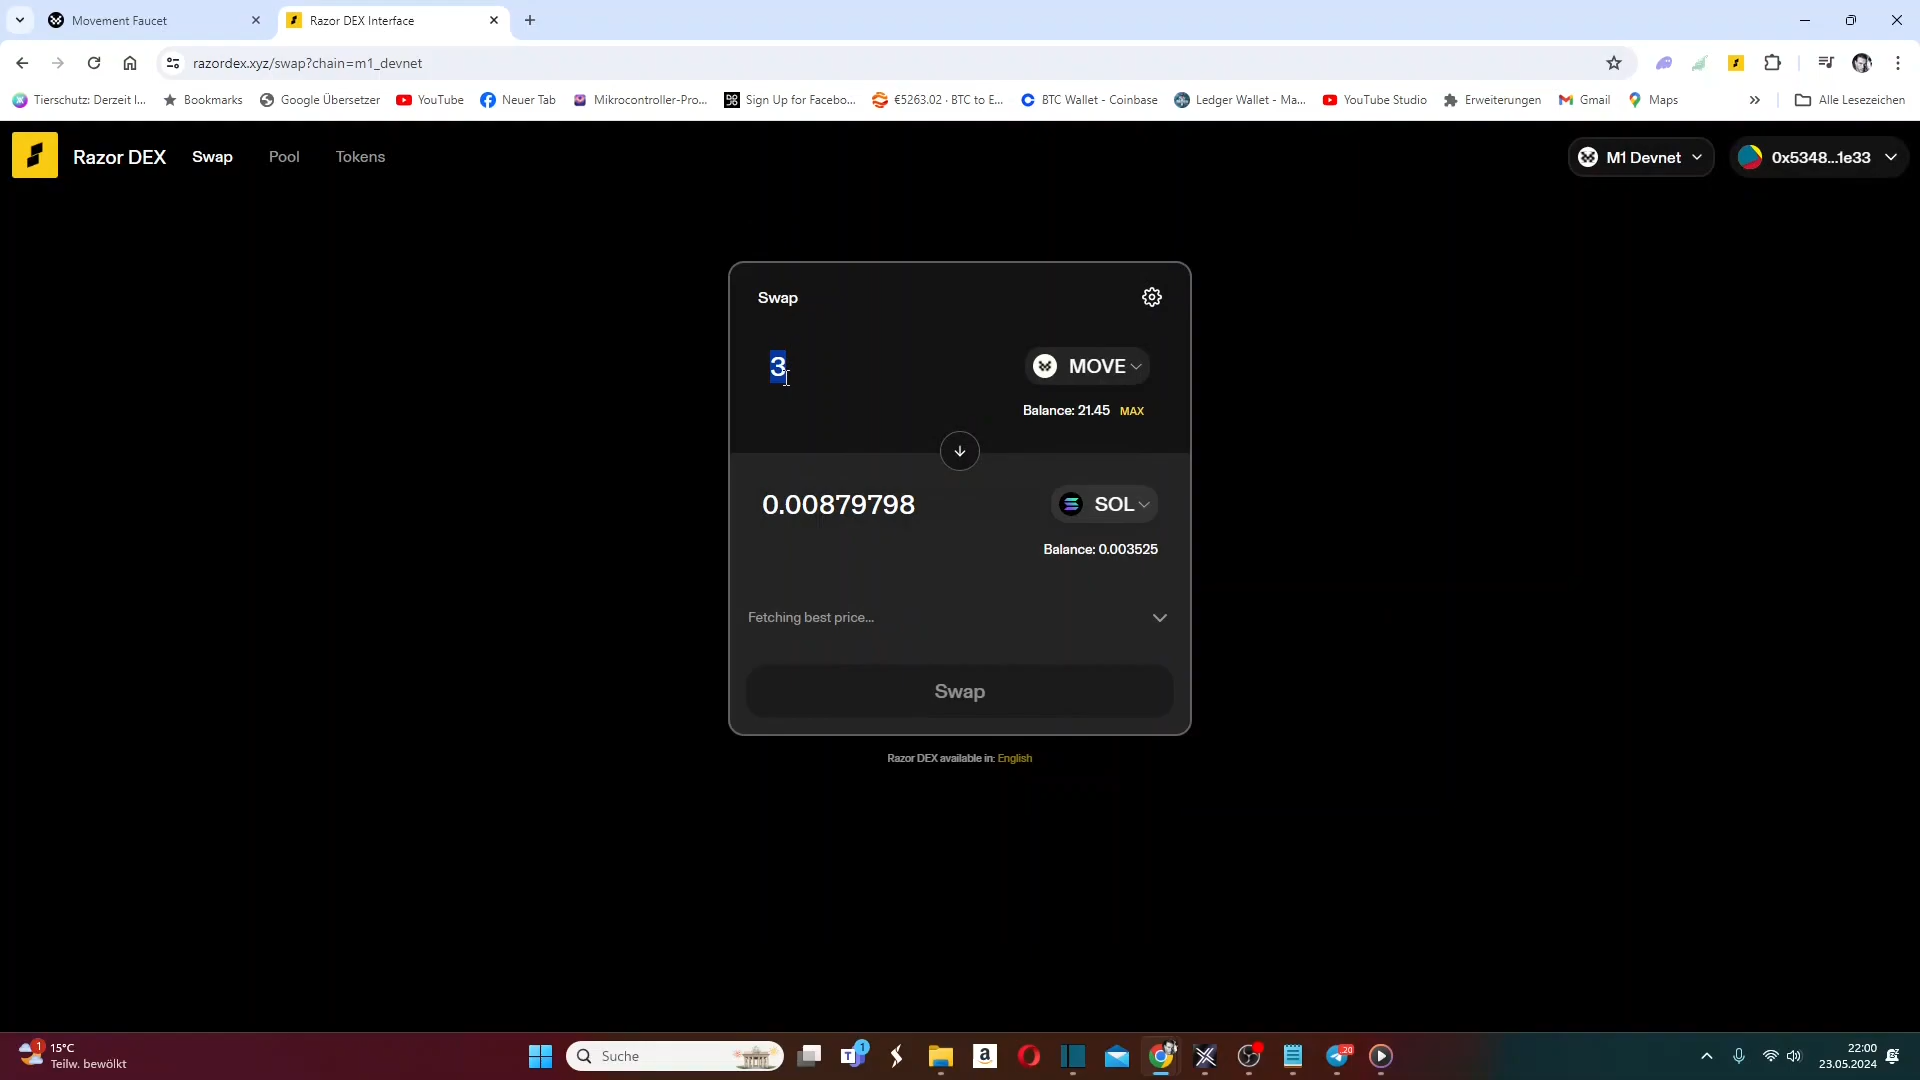 Movement Faucet
Razor DEX Interface
razordex.xyz/swap?chain=m1_devnet
Tierschutz: Derzeit I...
Bookmarks
Google Übersetzer
YouTube
Neuer Tab
Mikrocontroller-Pro...
Sign Up for Facebo...
€5263.02 · BTC to E...
BTC Wallet - Coinbase
Ledger Wallet - Ma...
YouTube Studio
Erweiterungen
Gmail
Maps
Alle Lesezeichen
Razor DEX
Swap
Pool
Tokens
M1 Devnet
0x5348...1e33
Swap
3
MOVE
Balance: 21.45 MAX
0.00879798
SOL
Balance: 0.003525
Fetching best price...
Swap
Razor DEX available in: English
1
15°C
Teilw. bewölkt
Suche
1
20
22:00
23.05.2024